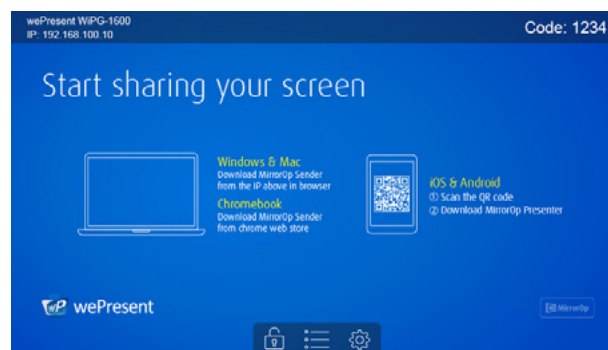 wePresent WiPG-1600
IP: 192.168.100.10
Code: 1234
Start sharing your screen
Windows & Mac
Download MirrorOp Sender
from the IP above in browser
Chromebook
Download MirrorOp Sender
from chrome web store
iOS & Android
① Scan the QR code
② Download MirrorOp Presenter
WP wePresent
MirrorOp